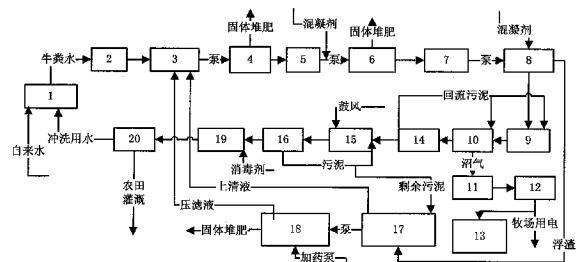 固体堆肥
混凝剂
固体堆肥
混凝剂
牛粪水
2
3
泵
4
5
泵
6
7
泵
8
1
鼓风
回流污泥
冲洗用水
20
19
16
15
14
10
9
自来水
消毒剂
污泥
沼气
农田
灌溉
上清液
剩余污泥
11
12
压滤液
牧场用电
固体堆肥
18
泵
17
13
浮渣
加药泵